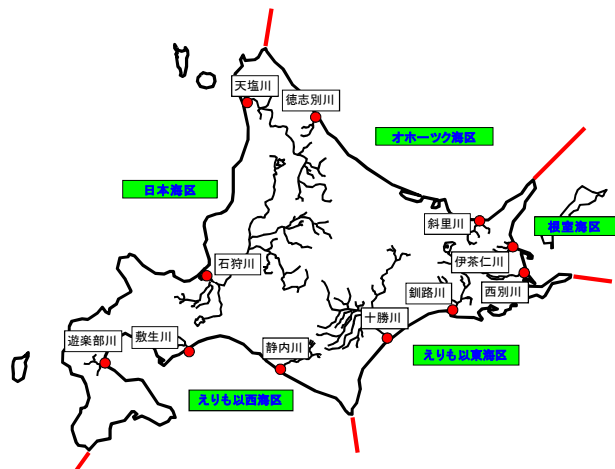 天塩川
徳志別川
オホーツク海区
日本海区
斜里川
根室海区
伊茶仁川
石狩川
釧路川
西別川
十勝川
遊楽部川
敷生川
静内川
えりも以東海区
えりも以西海区